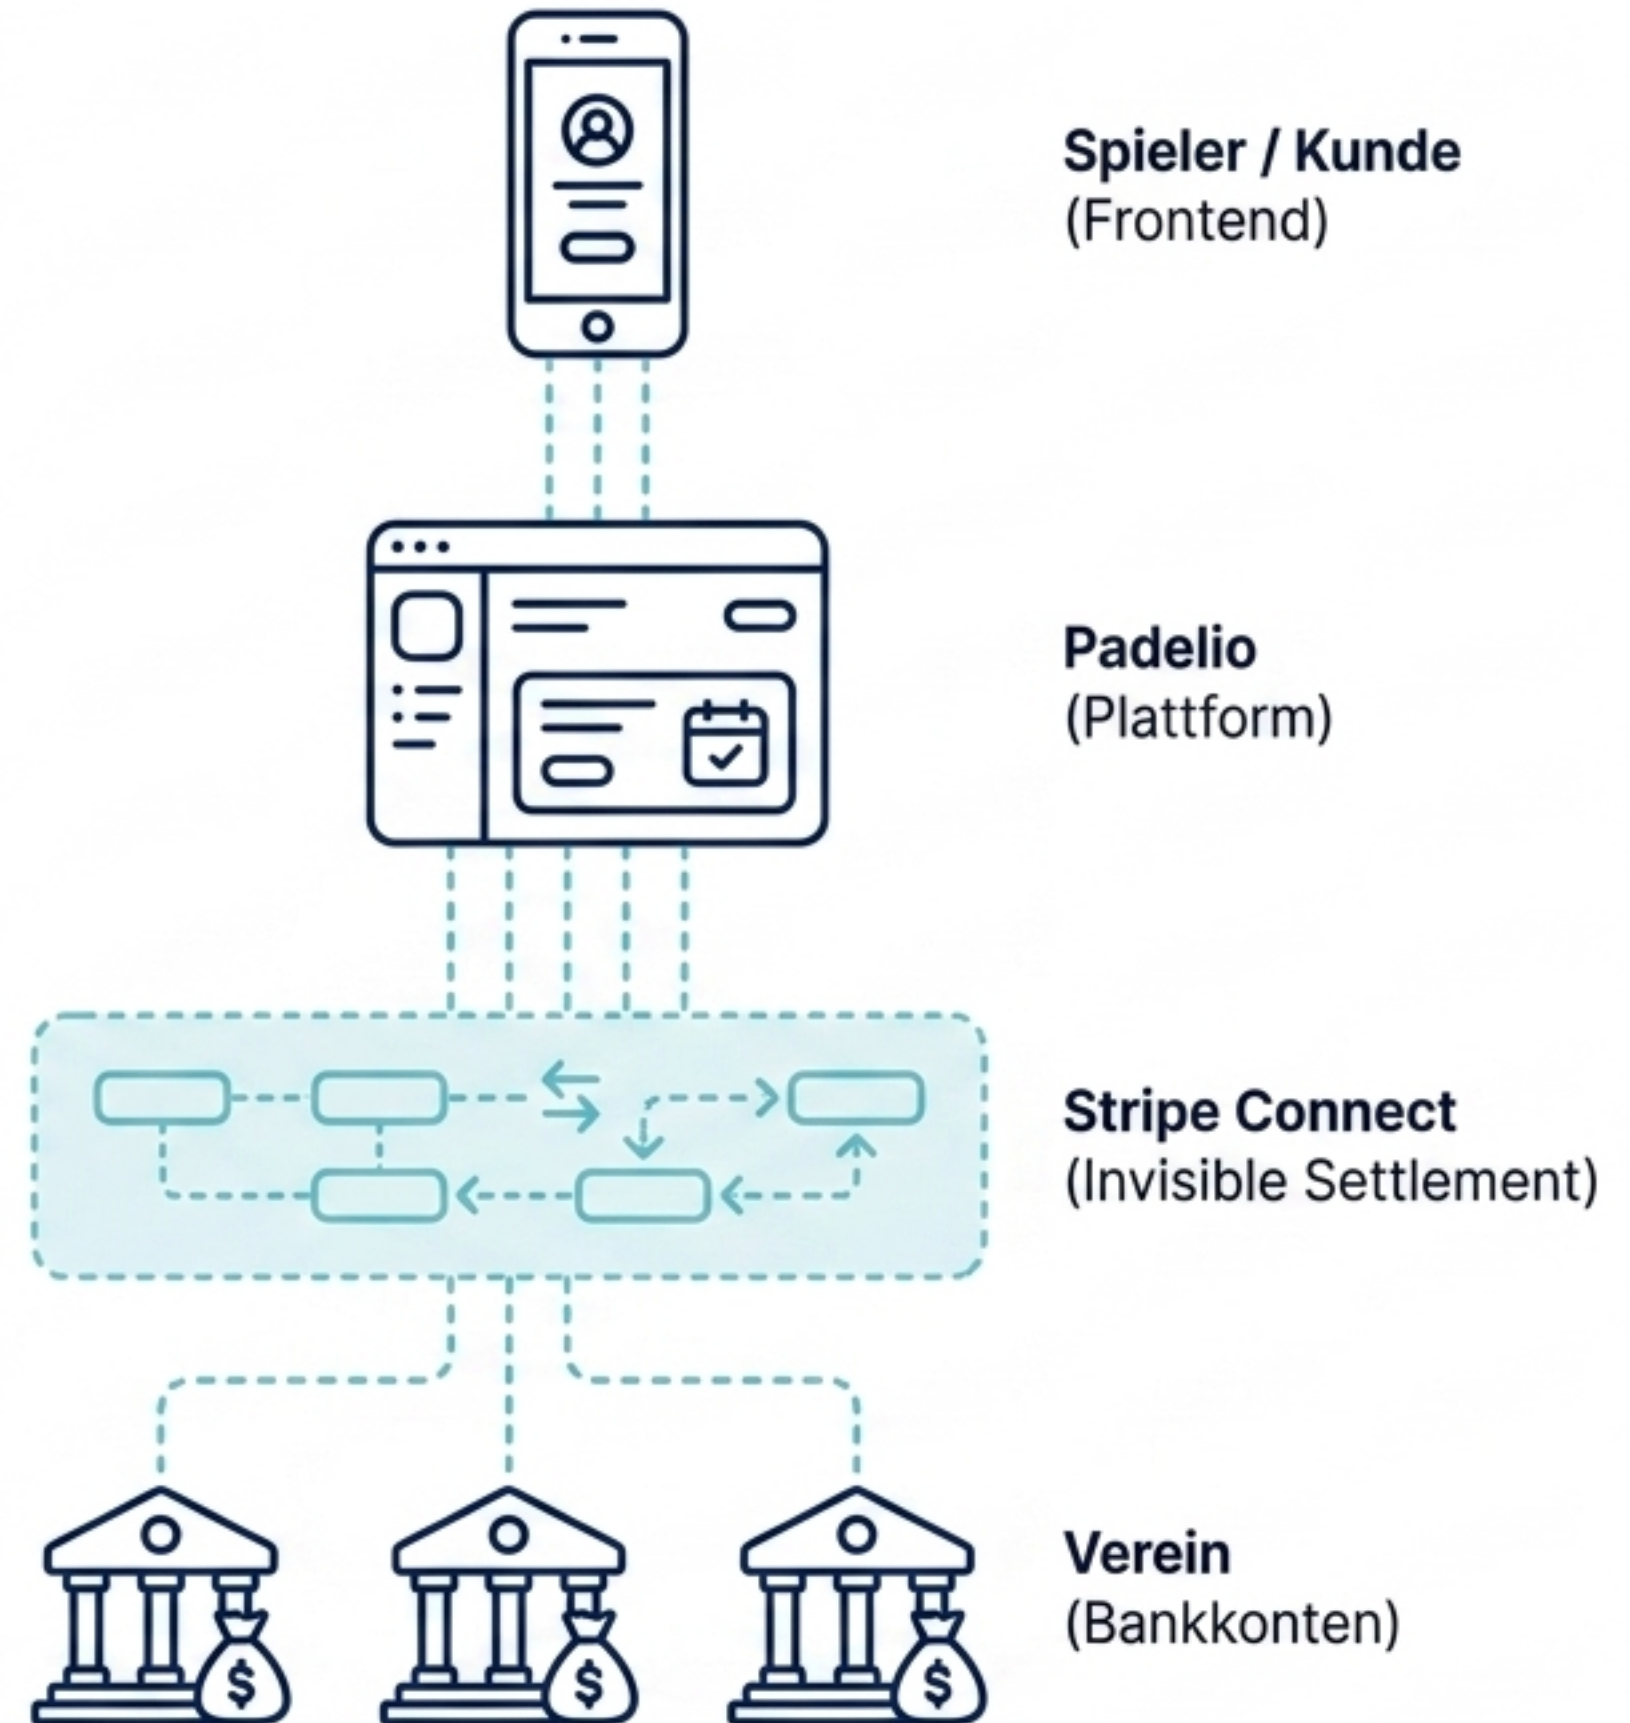 Spieler / Kunde
(Frontend)
Padelio
(Plattform)
Stripe Connect
(Invisible Settlement)
Verein
(Bankkonten)
$ $ $